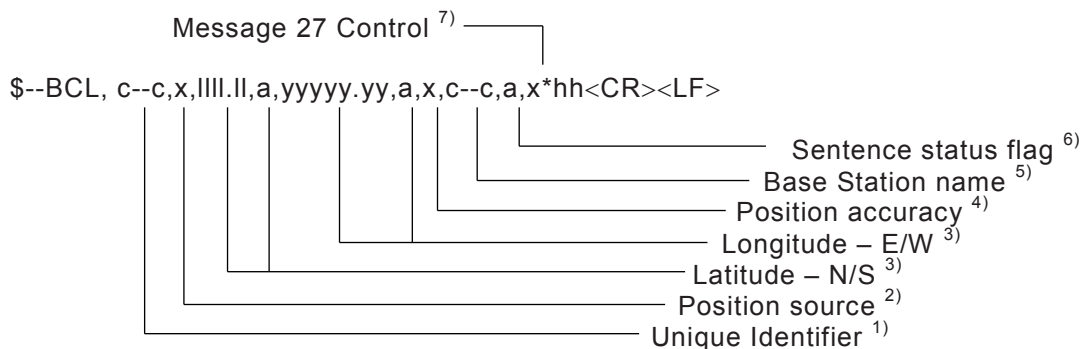 Message 27 Control 7)
$--BCL, c--c,x,llll.ll,a,yyyyy.yy,a,x,c--c,a,x*hh<CR><LF>
Sentence status flag 6)
Base Station name 5)
Position accuracy 4)
Longitude – E/W 3)
Latitude – N/S 3)
Position source 2)
Unique Identifier 1)